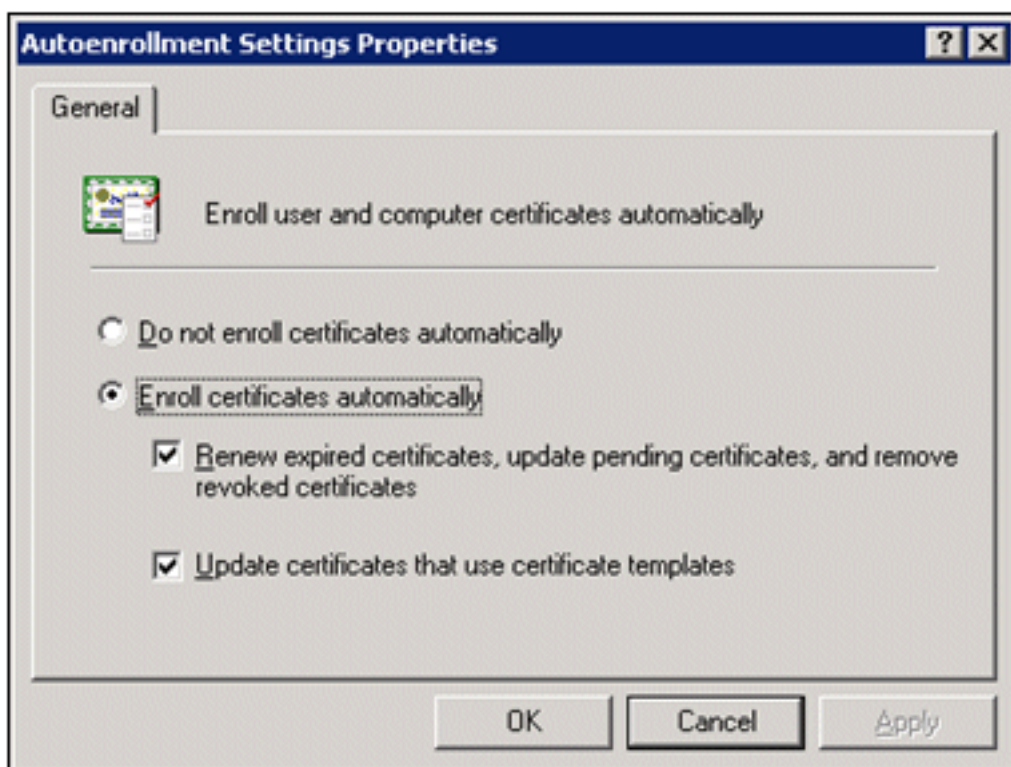 Autoenrollment Settings Properties
General
Enroll user and computer certificates automatically
Do not enroll certificates automatically
Enroll certificates automatically
Renew expired certificates, update pending certificates, and remove
revoked certificates
Update certificates that use certificate templates
OK Cancel Apply